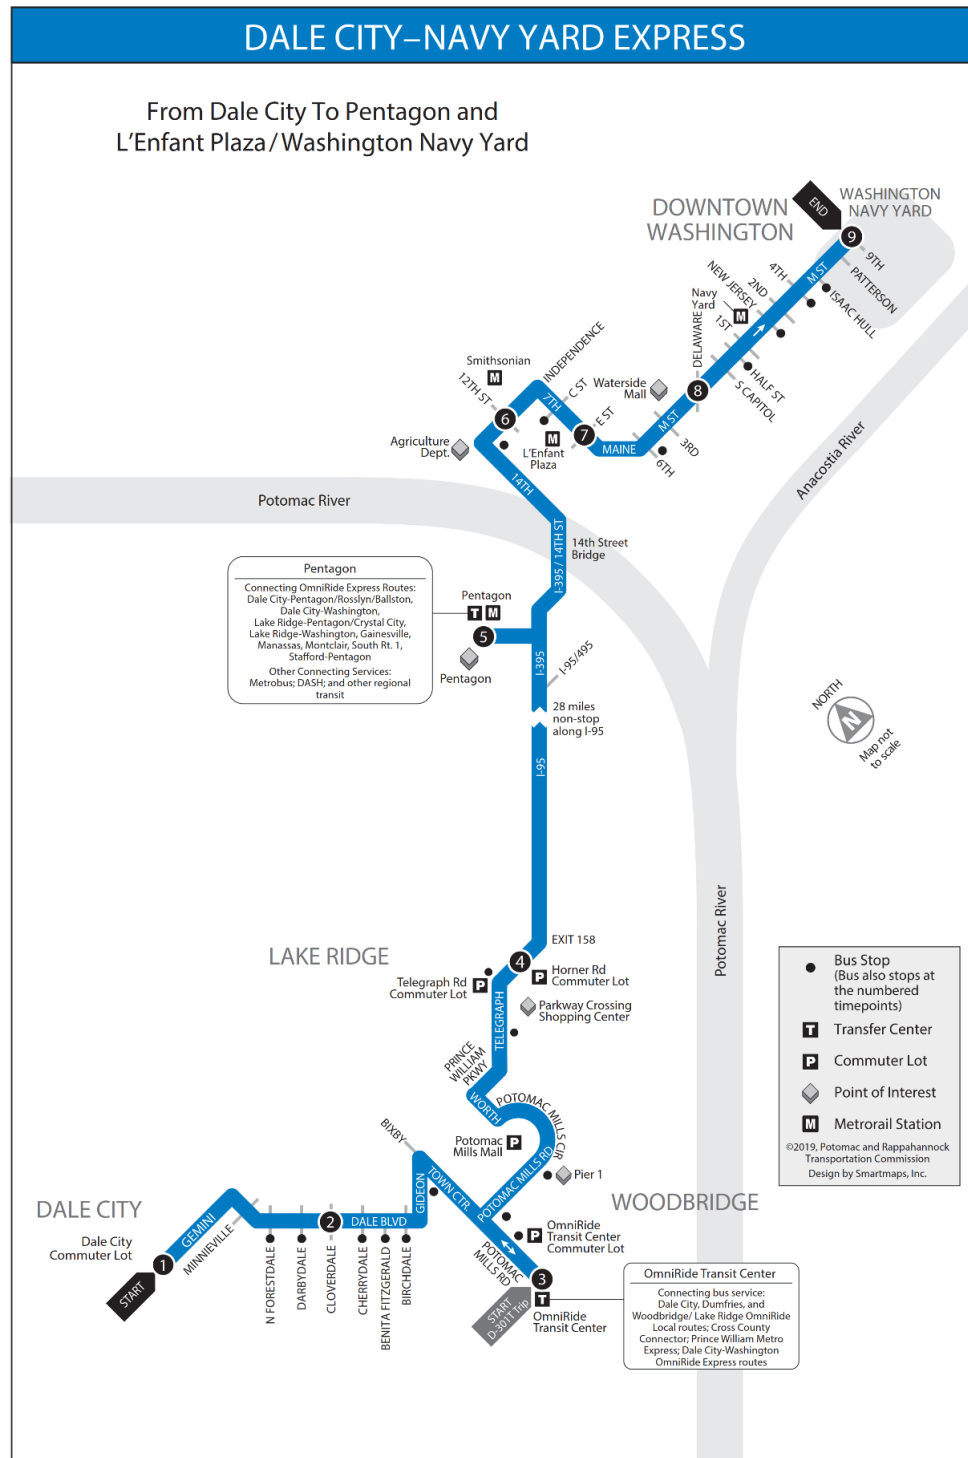 DALE CITY–NAVY YARD EXPRESS
From Dale City To Pentagon and
L’Enfant Plaza/Washington Navy Yard
DOWNTOWN
WASHINGTON
WASHINGTON
NAVY YARD
END
9
9TH
PATTERSON
ISAAC HULL
M ST
4TH
2ND
NEW JERSEY
Navy
Yard
M
1ST
HALF ST
S CAPITOL
DELAWARE
8
Waterside
Mall
M ST
3RD
6TH
MAINE
E ST
7
C ST
7TH
INDEPENDENCE
Smithsonian
M
12TH ST
6
M
L’Enfant
Plaza
Agriculture
Dept.
14TH
Potomac River
Anacostia River
I-395 / 14TH ST
14th Street
Bridge
Pentagon
Connecting OmniRide Express Routes:
Dale City-Pentagon/Rosslyn/Ballston,
Dale City-Washington,
Lake Ridge-Pentagon/Crystal City,
Lake Ridge-Washington, Gainesville,
Manassas, Montclair, South Rt. 1,
Stafford-Pentagon
Other Connecting Services:
Metrobus; DASH; and other regional
transit
Pentagon
T M
5
Pentagon
I-395
I-95/495
28 miles
non-stop
along I-95
I-95
NORTH
N
Map not
to scale
Potomac River
EXIT 158
LAKE RIDGE
4
Telegraph Rd
Commuter Lot
P
P
Horner Rd
Commuter Lot
Parkway Crossing
Shopping Center
TELEGRAPH
PRINCE
WILLIAM
PKWY
WORTH
POTOMAC MILLS CIR
Potomac
Mills Mall
P
POTOMAC MILLS RD
Pier 1
WOODBRIDGE
BIXBY
GIDEON
TOWN CTR.
P
OmniRide
Transit Center
Commuter Lot
POTOMAC
MILLS RD
3
T
OmniRide
Transit Center
START
D-301T Trip
DALE CITY
Dale City
Commuter Lot
1
START
GEMINI
MINNIEVILLE
2
DALE BLVD
N FORESTDALE
DARBYDALE
CLOVERDALE
CHERRYDALE
BENITA FITZGERALD
BIRCHDALE
OmniRide Transit Center
Connecting bus service:
Dale City, Dumfries, and
Woodbridge/ Lake Ridge OmniRide
Local routes; Cross County
Connector; Prince William Metro
Express; Dale City-Washington
OmniRide Express routes
Bus Stop
(Bus also stops at
the numbered
timepoints)
T Transfer Center
P Commuter Lot
Point of Interest
M Metrorail Station
©2019, Potomac and Rappahannock
Transportation Commission
Design by Smartmaps, Inc.